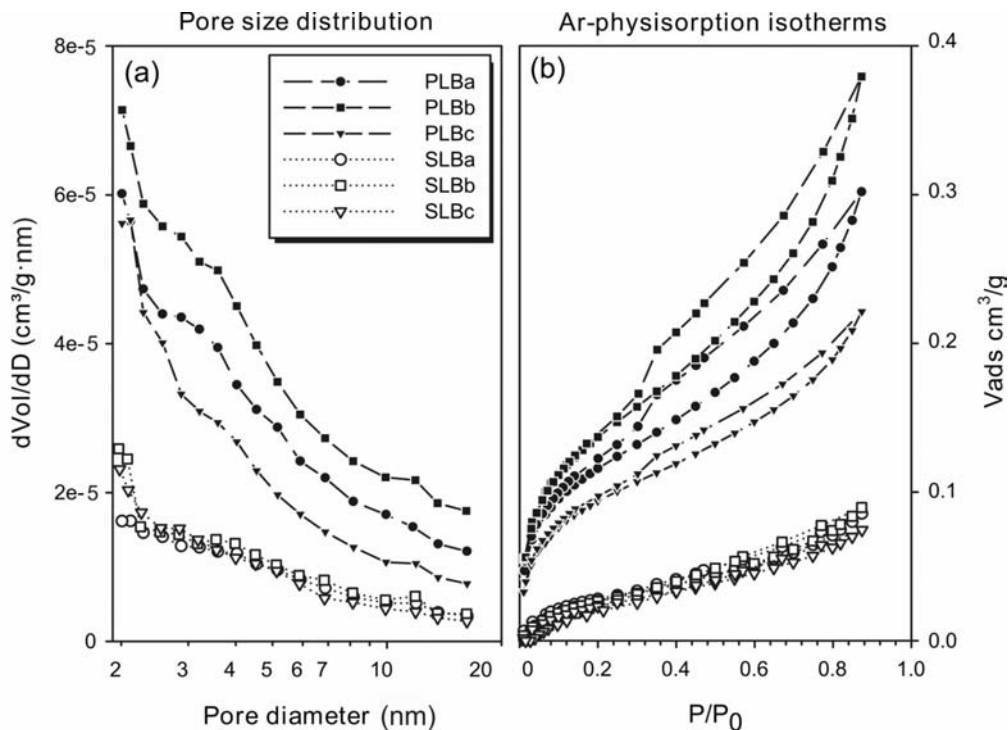 Pore size distribution
Ar-physisorption isotherms
8e-5
6e-5
4e-5
2e-5
0
dVol/dD (cm³/g·nm)
(a)
PLBa
PLBb
PLBc
SLBa
SLBb
SLBc
2 3 4 5 6 7 10 20
Pore diameter (nm)
(b)
0.4
0.3
0.2
0.1
0.0
Vads cm³/g
0 0.2 0.4 0.6 0.8 1.0
P/P₀